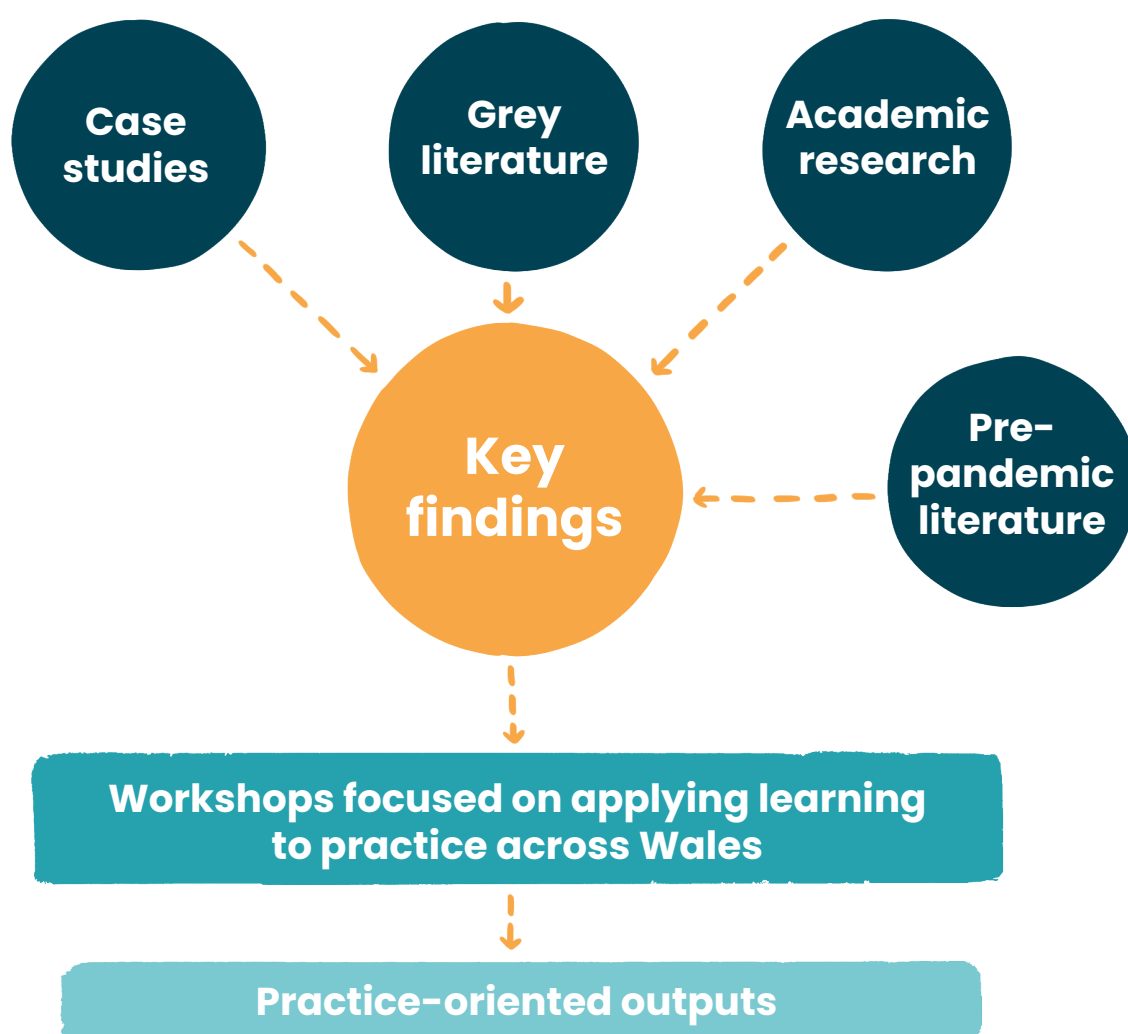 Case
studies
Grey
literature
Academic
research
Pre-
pandemic
literature
Key
findings
Workshops focused on applying learning
to practice across Wales
Practice-oriented outputs